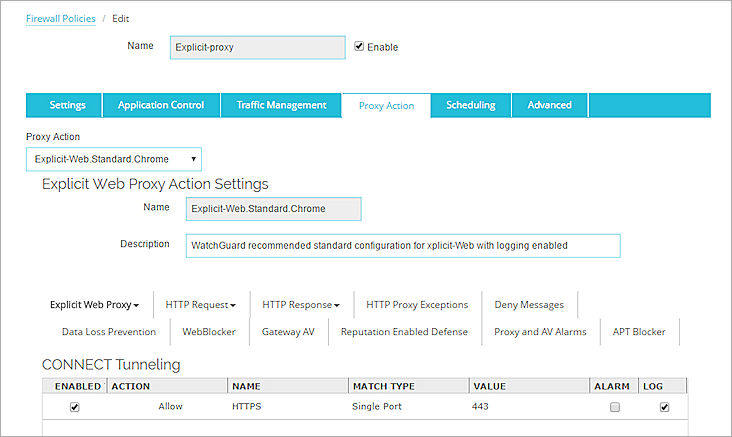 Firewall Policies / Edit
Name Explicit-proxy Enable
Settings Application Control Traffic Management Proxy Action Scheduling Advanced
Proxy Action
Explicit-Web.Standard.Chrome
Explicit Web Proxy Action Settings
Name Explicit-Web.Standard.Chrome
Description WatchGuard recommended standard configuration for xplicit-Web with logging enabled
Explicit Web Proxy HTTP Request HTTP Response HTTP Proxy Exceptions Deny Messages
Data Loss Prevention WebBlocker Gateway AV Reputation Enabled Defense Proxy and AV Alarms APT Blocker
CONNECT Tunneling
ENABLED ACTION NAME MATCH TYPE VALUE ALARM LOG
Allow HTTPS Single Port 443